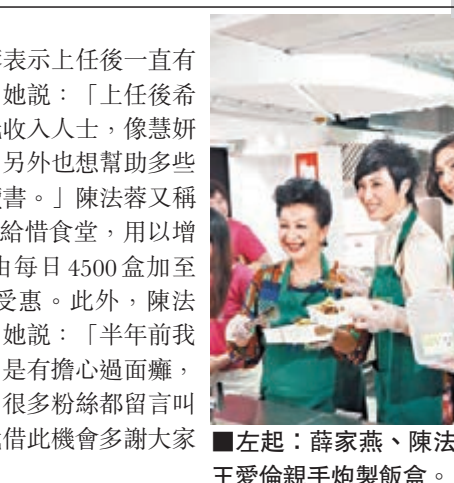 表示上任後一直有
她說：「上任後希
收入人士，像慧妍
另外也想幫助多些
書。」陳法蓉又稱
給惜食堂，用以增
由每日4500盒加至
受惠。此外，陳法
她說：「半年前我
是有擔心過面癱，
很多粉絲都留言叫
借此機會多謝大家
■左起：薛家燕、陳法
王愛倫親手炮製飯盒。